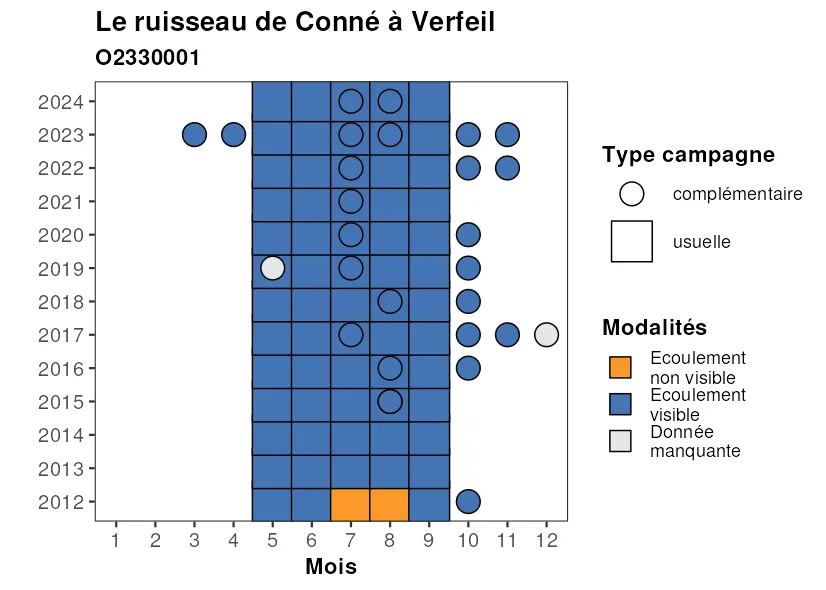 Le ruisseau de Conné à Verfeil
O2330001
2024
2023
2022
2021
2020
2019
2018
2017
2016
2015
2014
2013
2012
1 2 3 4 5 6 7 8 9 10 11 12
Mois
Type campagne
complémentaire
usuelle
Modalités
Ecoulement
non visible
Ecoulement
visible
Donnée
manquante